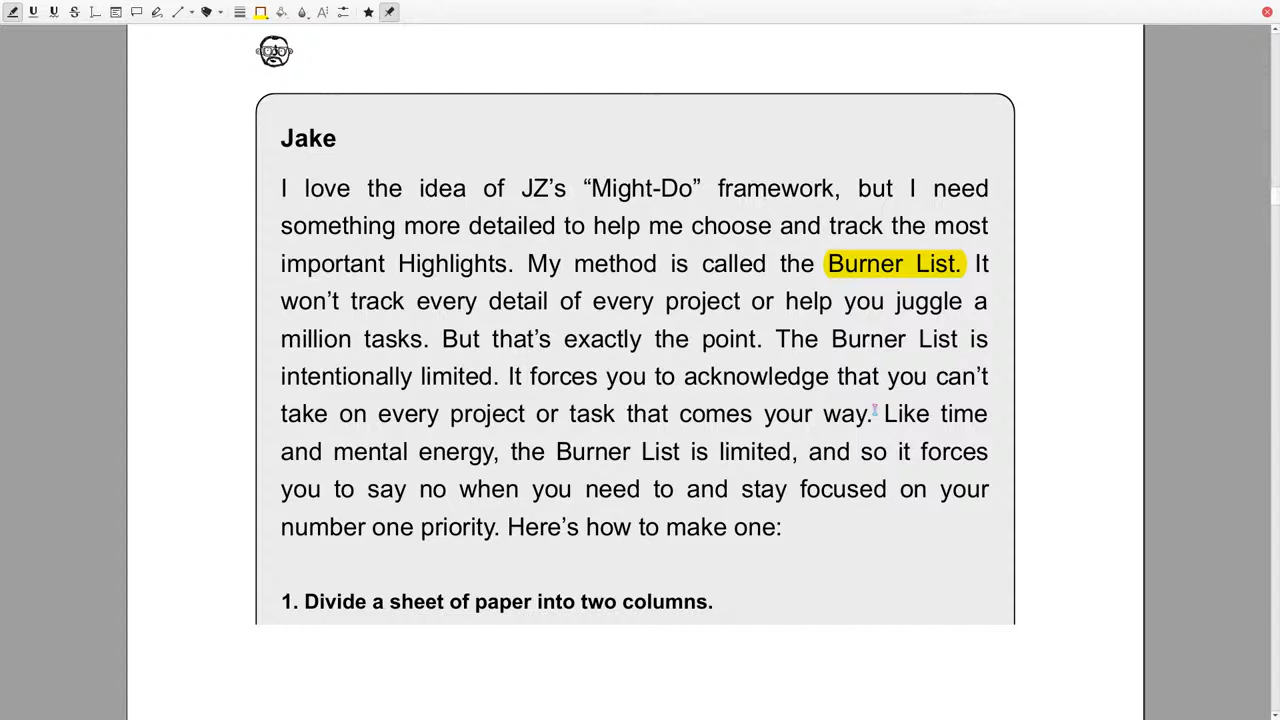 Jake
I love the idea of JZ’s “Might-Do” framework, but I need
something more detailed to help me choose and track the most
important Highlights. My method is called the Burner List. It
won’t track every detail of every project or help you juggle a
million tasks. But that’s exactly the point. The Burner List is
intentionally limited. It forces you to acknowledge that you can’t
take on every project or task that comes your way. Like time
and mental energy, the Burner List is limited, and so it forces
you to say no when you need to and stay focused on your
number one priority. Here’s how to make one:
1. Divide a sheet of paper into two columns.